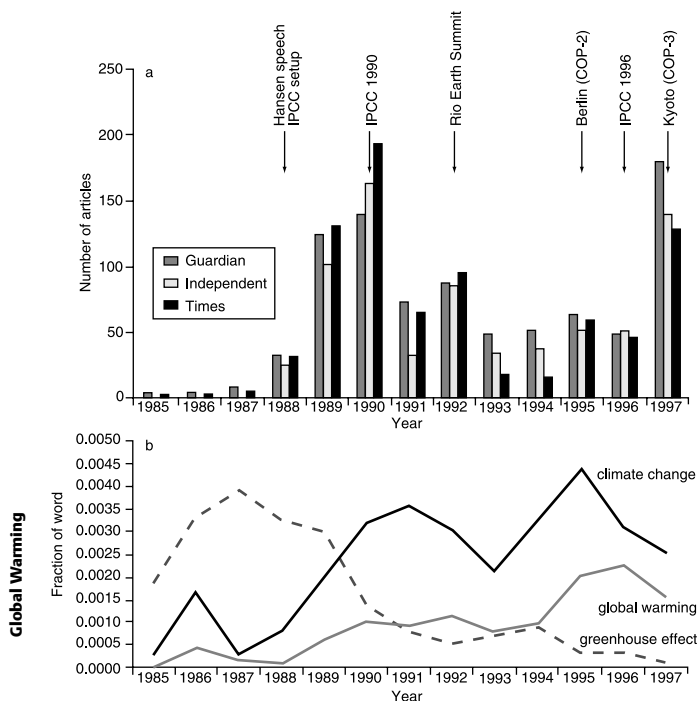 a
Hansen speech
IPCC setup
IPCC 1990
Rio Earth Summit
Berlin (COP-2)
IPCC 1996
Kyoto (COP-3)
250
200
150
100
50
0
Number of articles
Guardian
Independent
Times
1985 1986 1987 1988 1989 1990 1991 1992 1993 1994 1995 1996 1997
Year
Global Warming
b
0.0050
0.0045
0.0040
0.0035
0.0030
0.0025
0.0020
0.0015
0.0010
0.0005
0.0000
Fraction of word
climate change
global warming
greenhouse effect
1985 1986 1987 1988 1989 1990 1991 1992 1993 1994 1995 1996 1997
Year